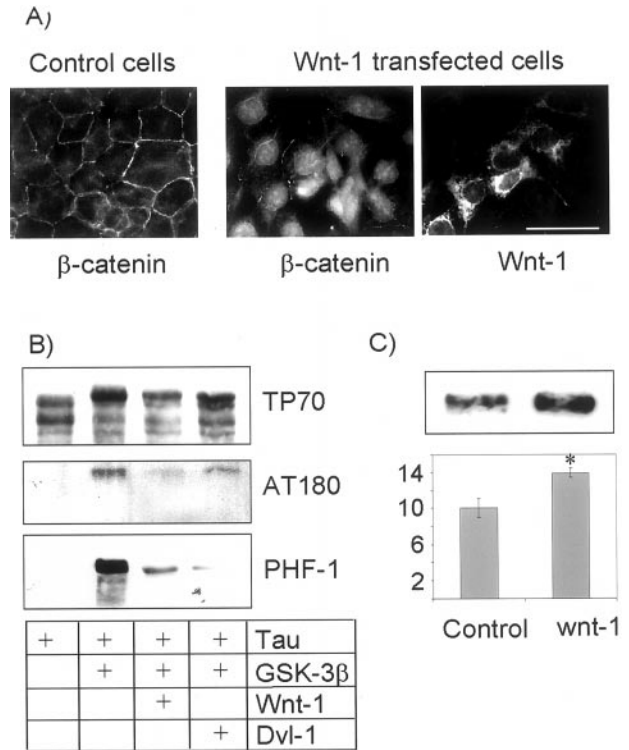 A)
Control cells
Wnt-1 transfected cells
β-catenin
β-catenin
Wnt-1
B)
TP70
AT180
PHF-1
+ Tau
+ + + + GSK-3β
+ Wnt-1
+ Dvl-1
C)
14
*
10
6
2
Control
wnt-1